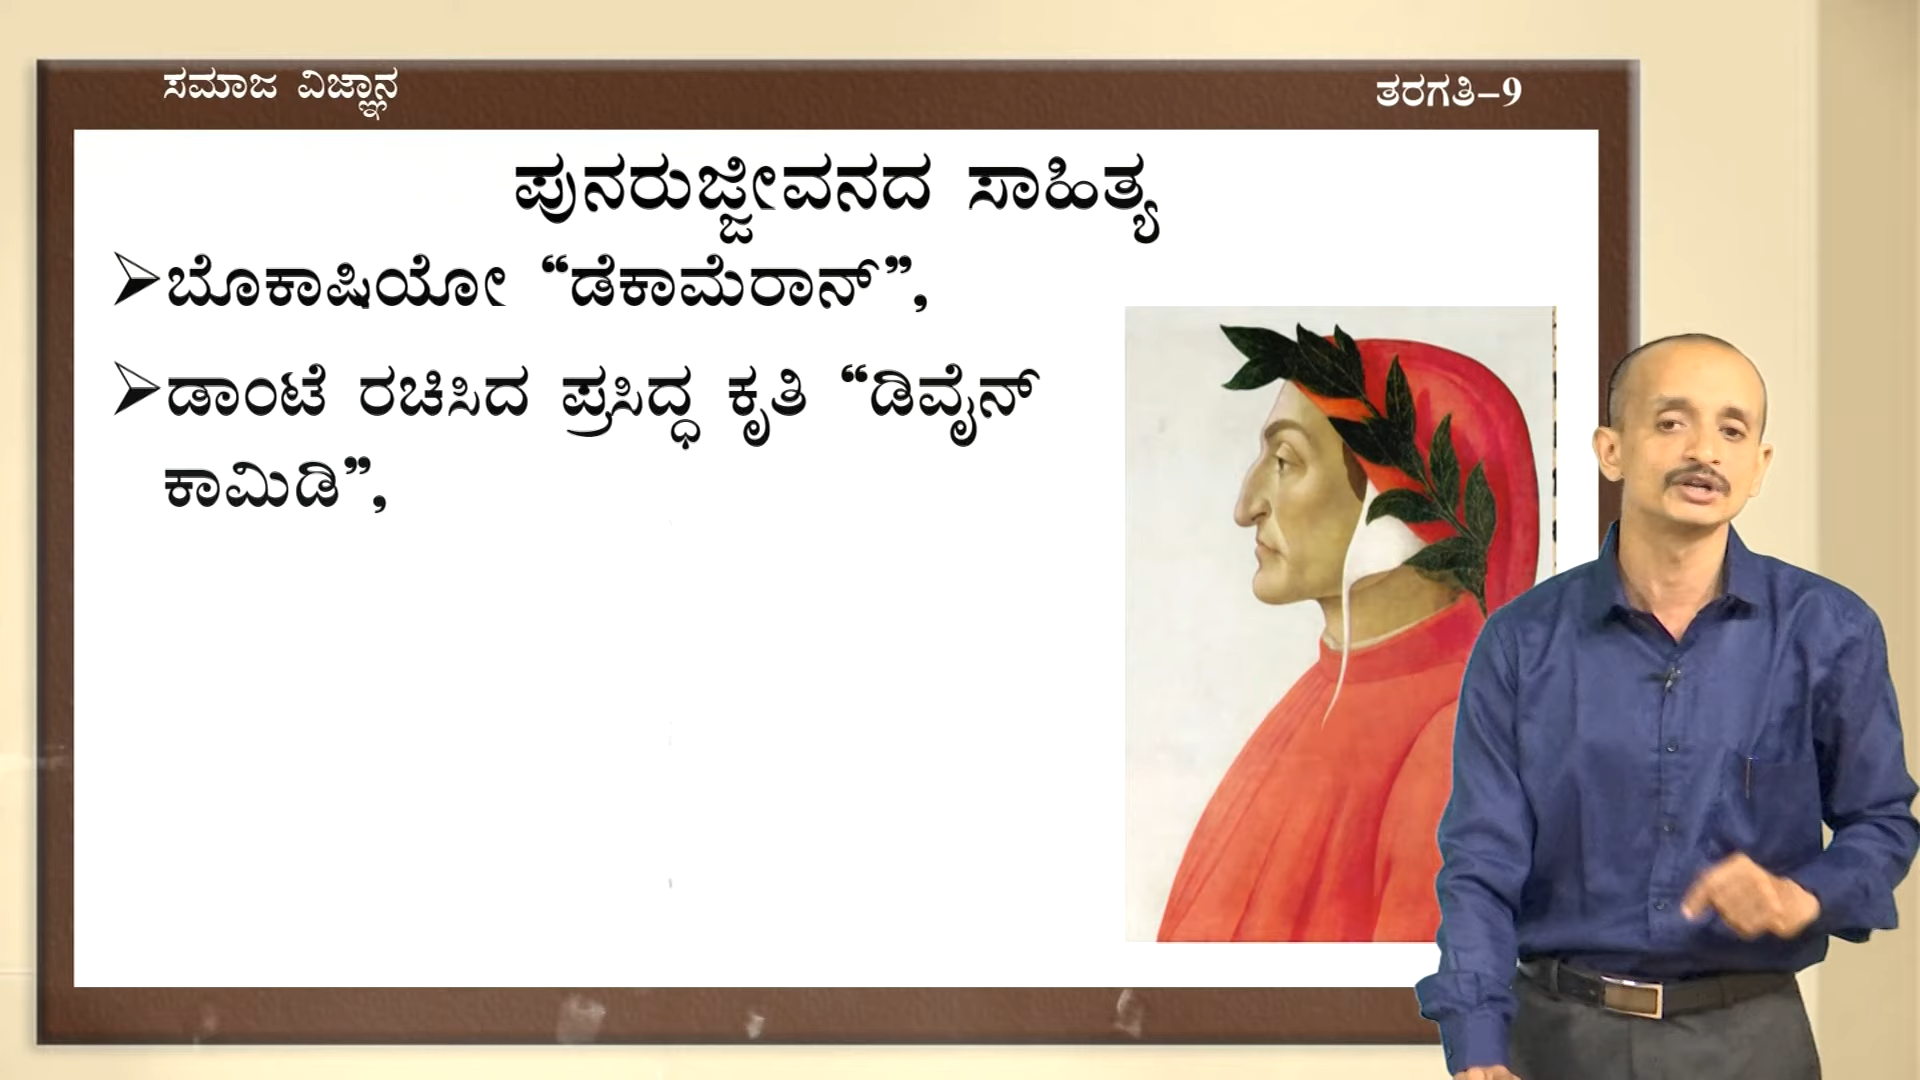 ಸಮಾಜ ವಿಜ್ಞಾನ
ತರಗತಿ–9
ಪುನರುಜ್ಜೀವನದ ಸಾಹಿತ್ಯ
➢ಬೊಕಾಷಿಯೋ “ಡೆಕಾಮೆರಾನ್”,
➢ಡಾಂಟೆ ರಚಿಸಿದ ಪ್ರಸಿದ್ಧ ಕೃತಿ “ಡಿವೈನ್
ಕಾಮಿಡಿ”,